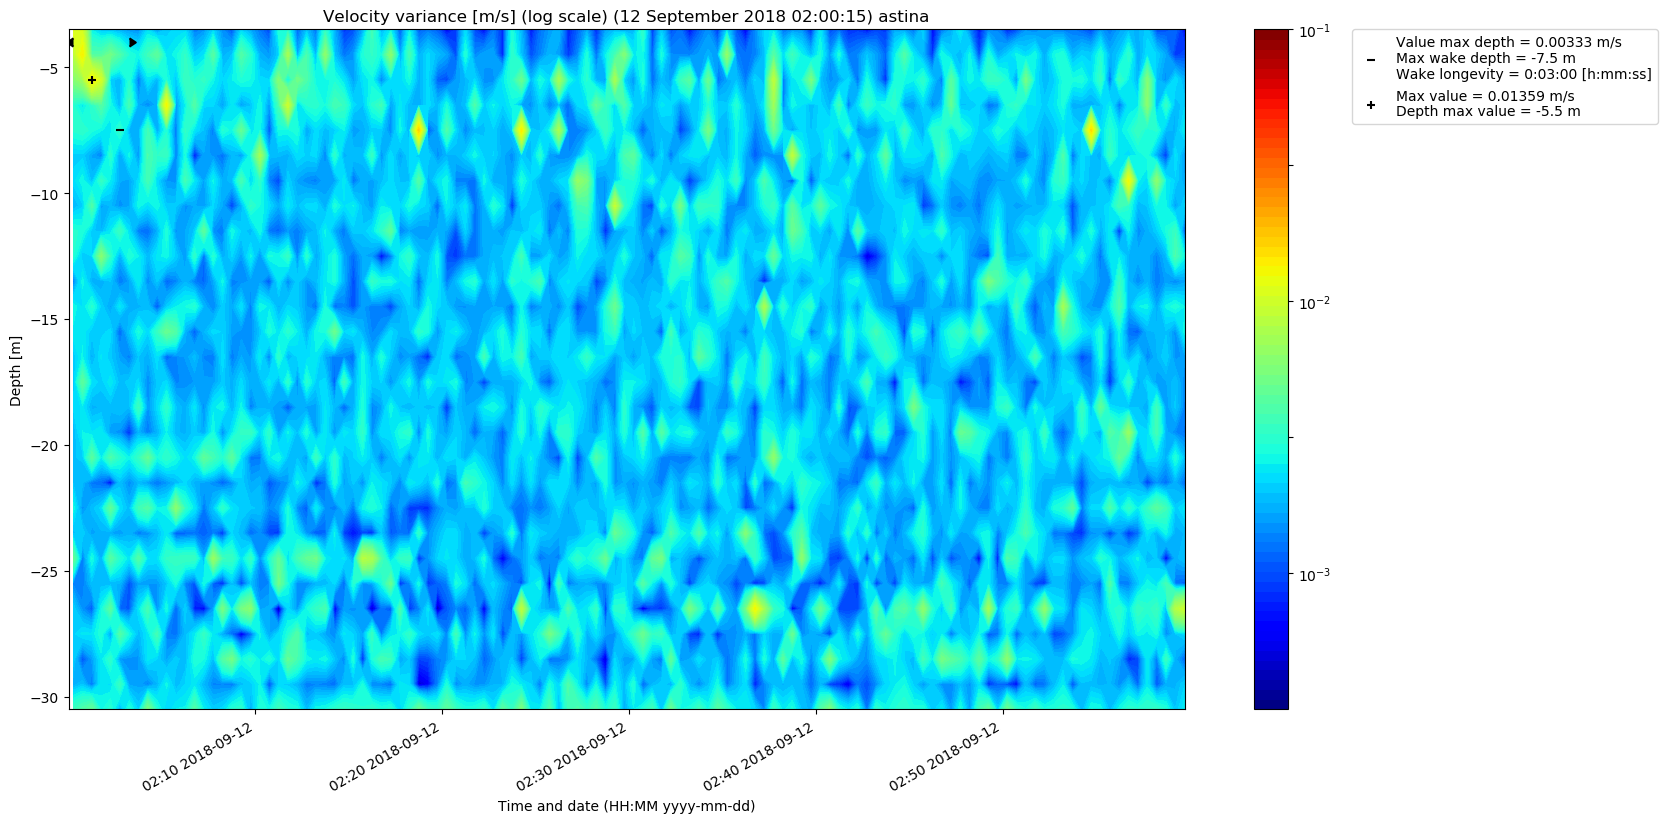 Velocity variance [m/s] (log scale) (12 September 2018 02:00:15) astina
Depth [m]
−5
−10
−15
−20
−25
−30
02:10 2018-09-12
02:20 2018-09-12
02:30 2018-09-12
02:40 2018-09-12
02:50 2018-09-12
Time and date (HH:MM yyyy-mm-dd)
10⁻¹
10⁻²
10⁻³
Value max depth = 0.00333 m/s
Max wake depth = -7.5 m
Wake longevity = 0:03:00 [h:mm:ss]
Max value = 0.01359 m/s
Depth max value = -5.5 m